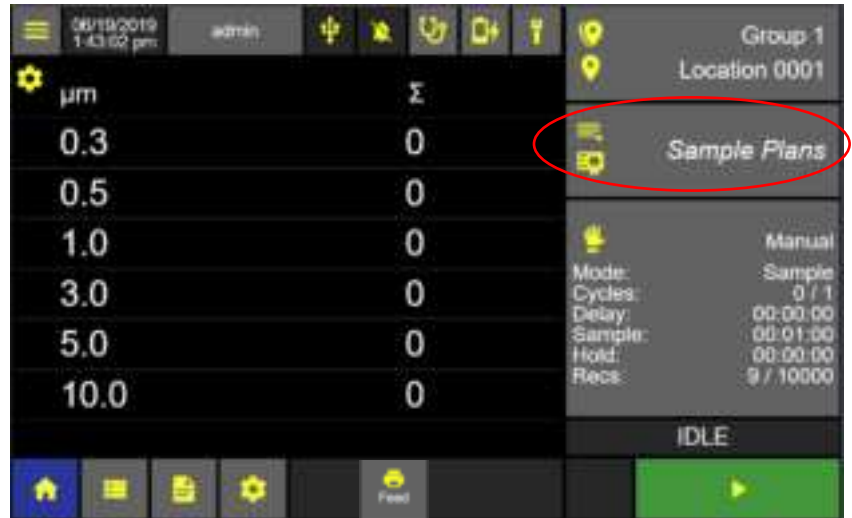 06/19/2019
1:43:02 pm
admin
Group 1
Location 0001
µm Σ
0.3 0
0.5 0
1.0 0
3.0 0
5.0 0
10.0 0
Sample Plans
Manual
Mode: Sample
Cycles: 0 / 1
Delay: 00:00:00
Sample: 00:01:00
Hold: 00:00:00
Recs 9 / 10000
IDLE
Feed